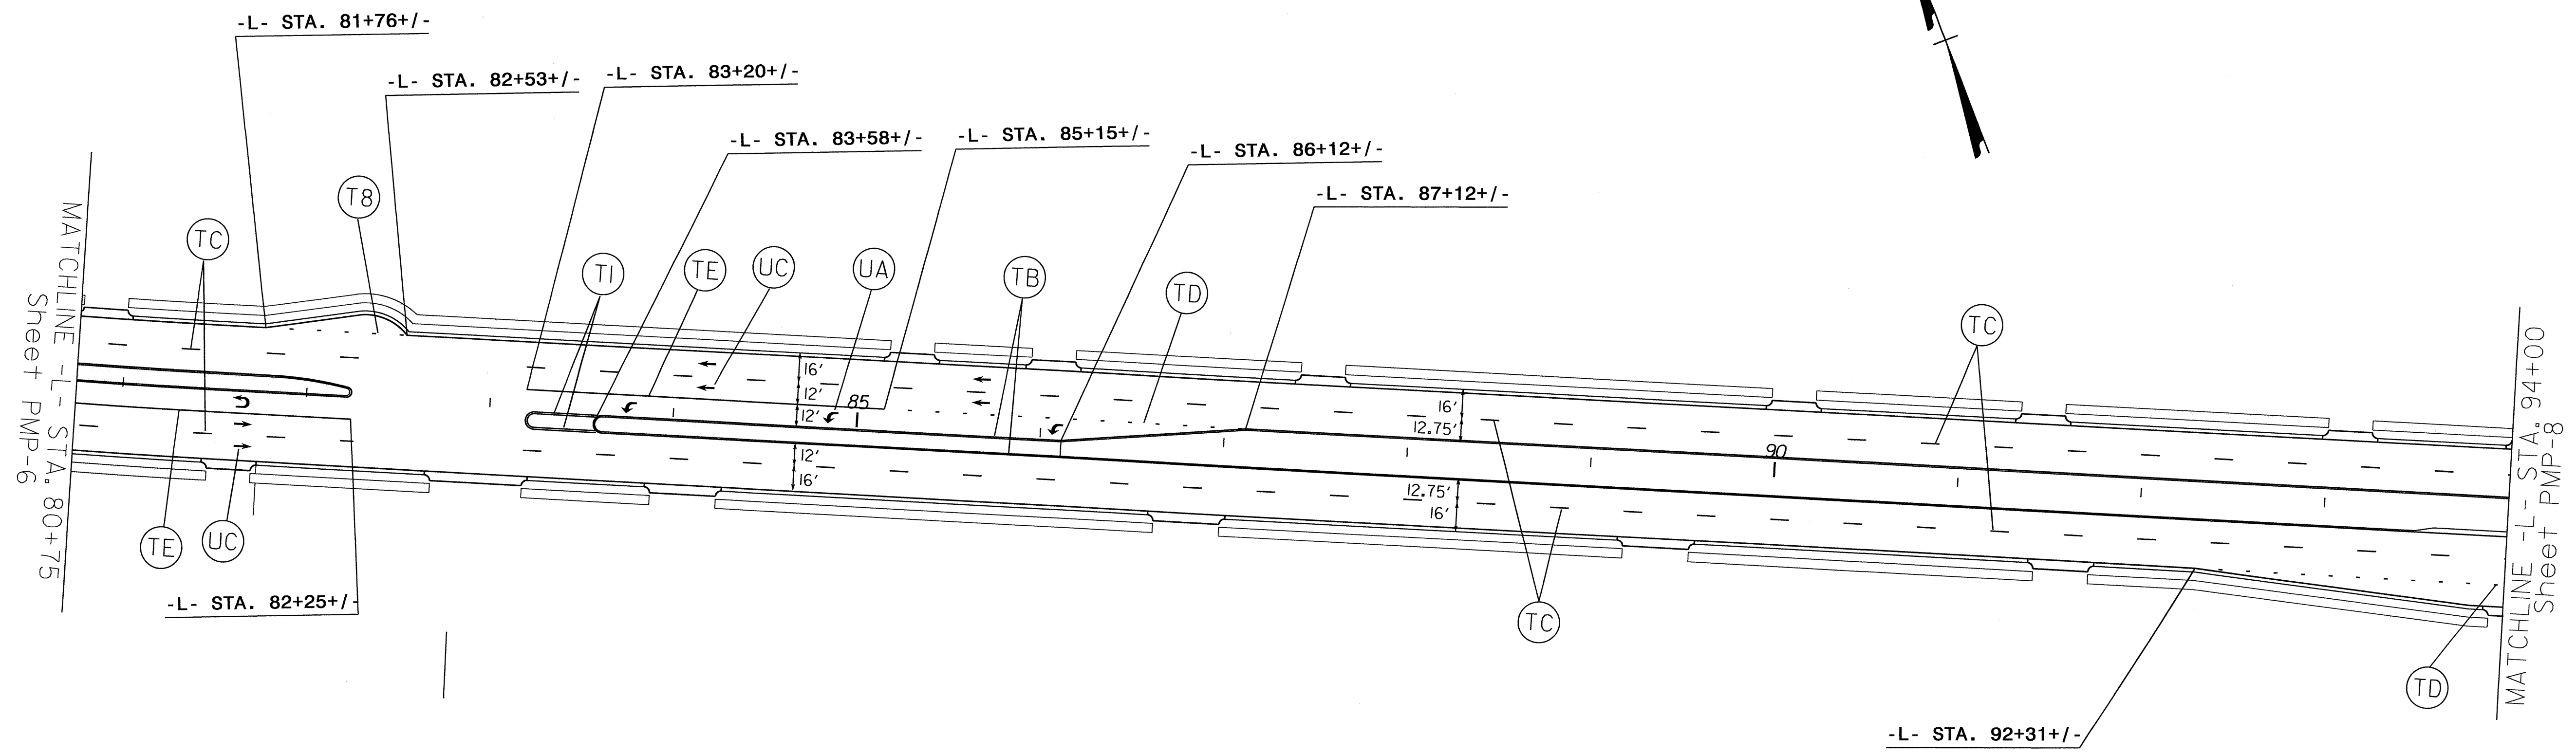 -L- STA. 81+76+/-
-L- STA. 82+53+/-
-L- STA. 83+20+/-
-L- STA. 83+58+/-
-L- STA. 85+15+/-
-L- STA. 86+12+/-
-L- STA. 87+12+/-
T8
TC
TI
TE
UC
UA
TB
TD
TC
MATCHLINE -L- STA. 80+75
Sheet PMP-6
16'
12'
12'
85
12'
16'
16'
12.75'
90
12.75'
16'
MATCHLINE -L- STA. 94+00
Sheet PMP-8
TE
UC
-L- STA. 82+25+/-
TC
TD
-L- STA. 92+31+/-